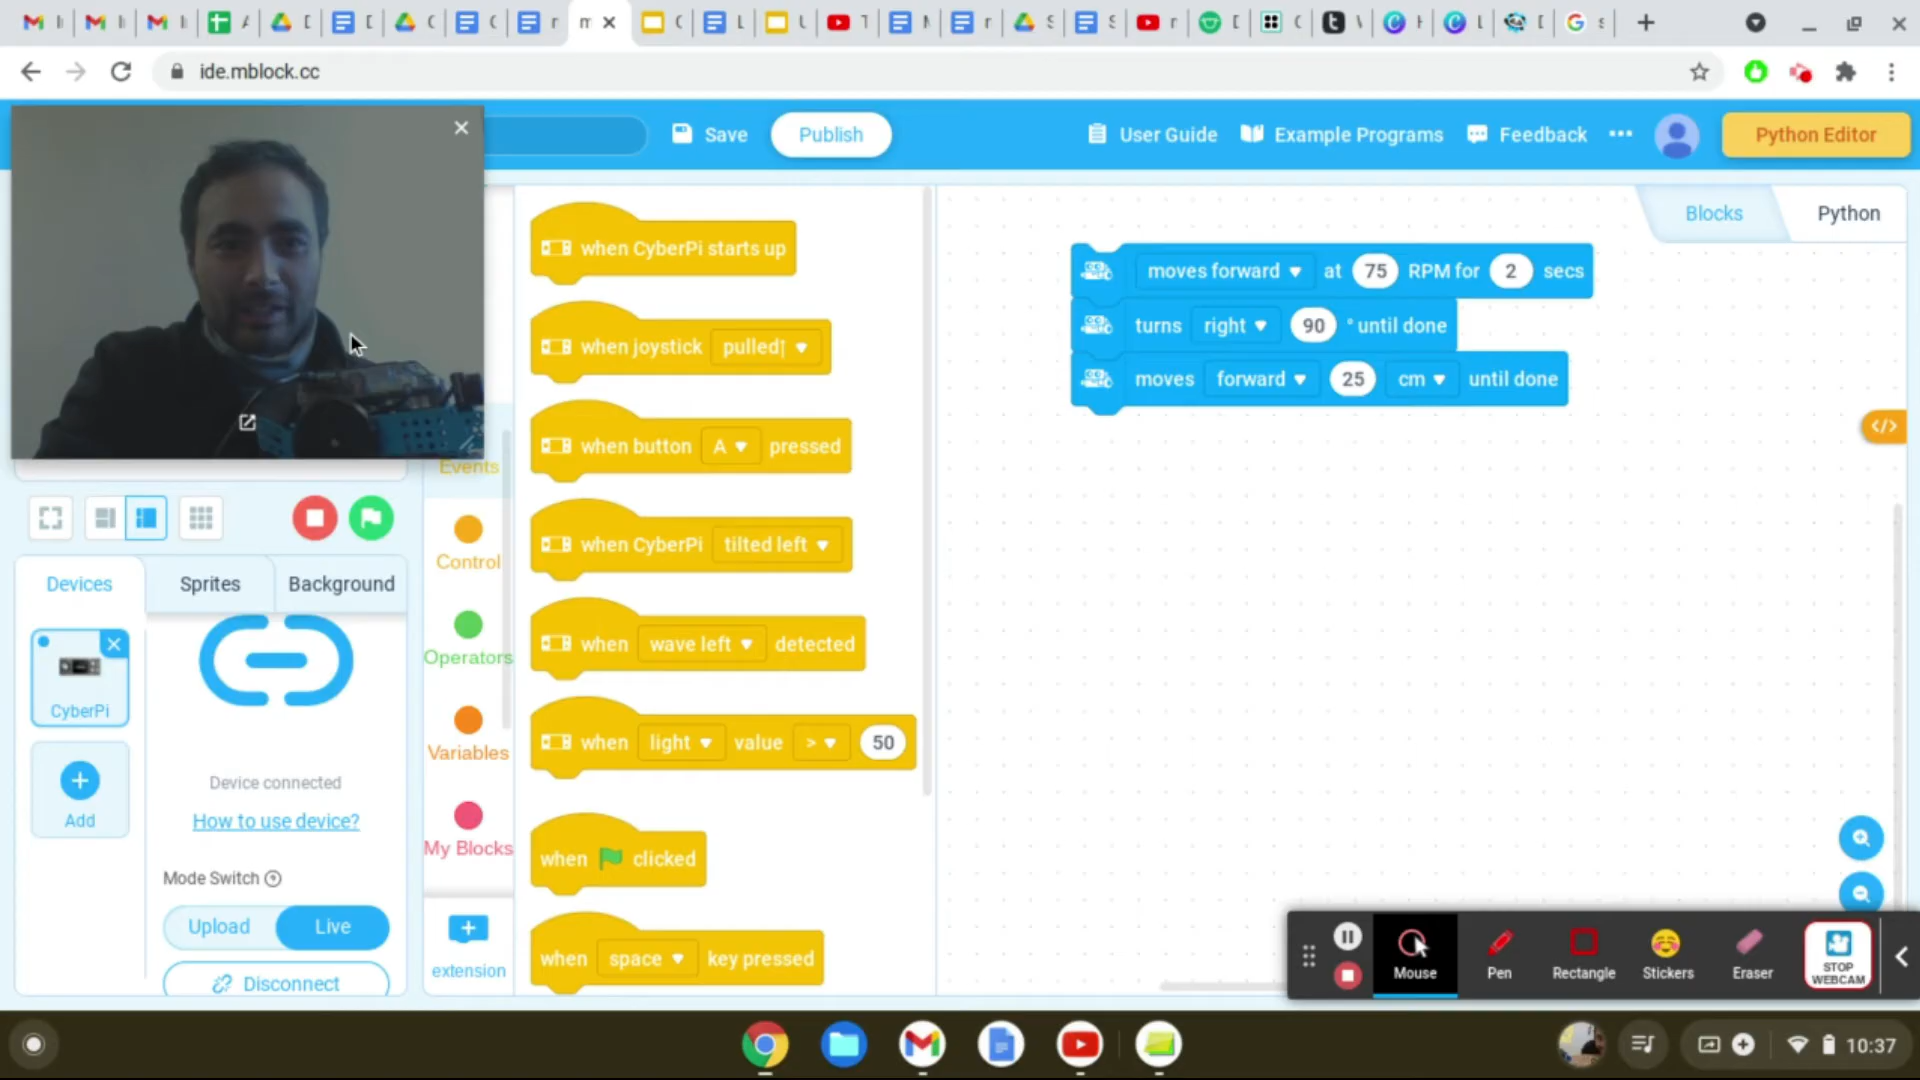 ide.mblock.cc
Save
Publish
User Guide
Example Programs
Feedback
Python Editor
Blocks
Python
when CyberPi starts up
when joystick pulled↑
when button A pressed
when CyberPi tilted left
when wave left detected
when light value > 50
when clicked
when space key pressed
moves forward at 75 RPM for 2 secs
turns right 90 ° until done
moves forward 25 cm until done
</>
Events
Control
Operators
Variables
My Blocks
extension
Devices
Sprites
Background
CyberPi
Add
Device connected
How to use device?
Mode Switch
Upload
Live
Disconnect
Mouse
Pen
Rectangle
Stickers
Eraser
STOP
WEBCAM
10:37